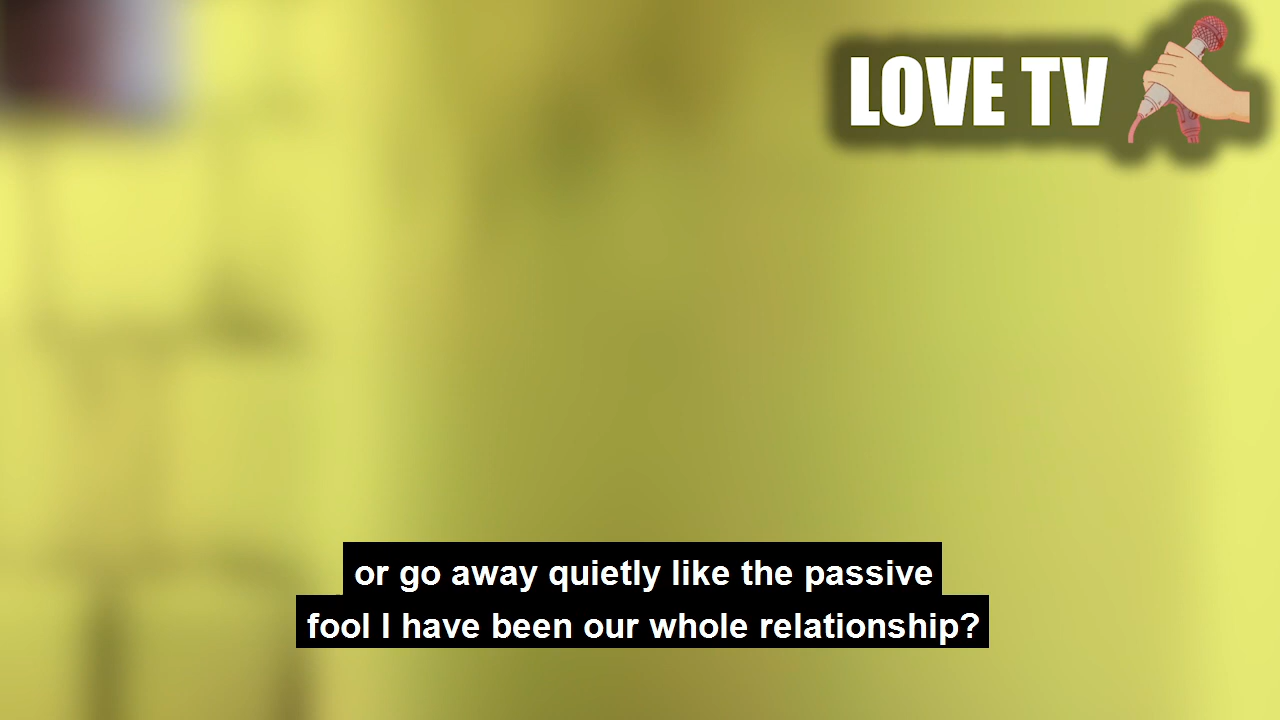 LOVE TV
or go away quietly like the passive
fool I have been our whole relationship?